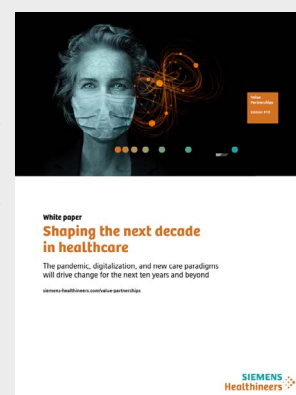 Value
Partnerships
White paper
Shaping the next decade
in healthcare
The pandemic, digitalization, and new care paradigms
will drive change for the next ten years and beyond
siemens-healthineers.com/value-partnerships
SIEMENS
Healthineers